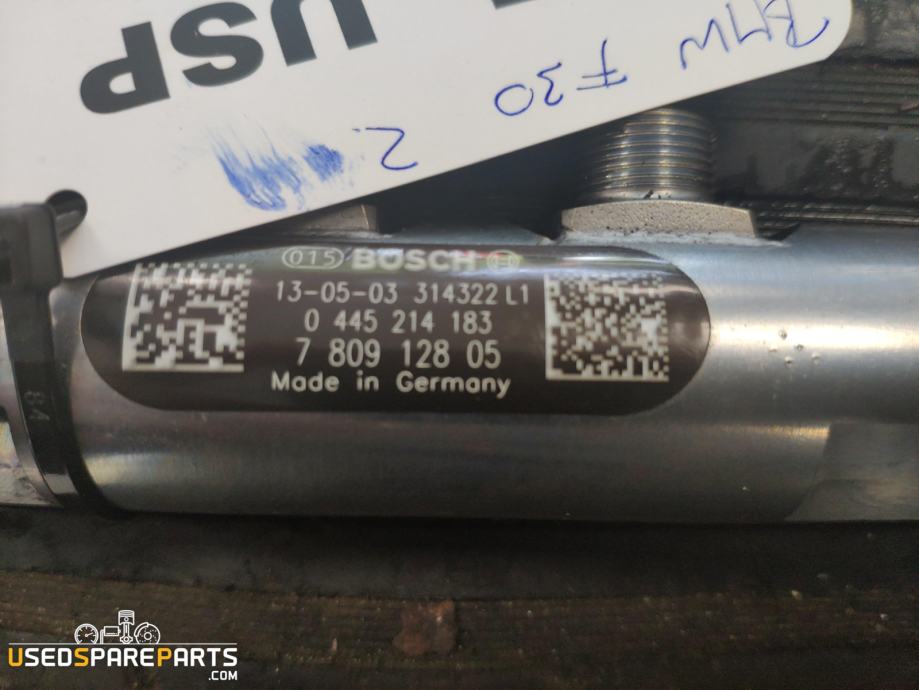 USP
BMW F30
2.
015 BOSCH
13-05-03 314322 L1
0 445 214 183
7 809 128 05
Made in Germany
84
USEDSPAREPARTS
.COM